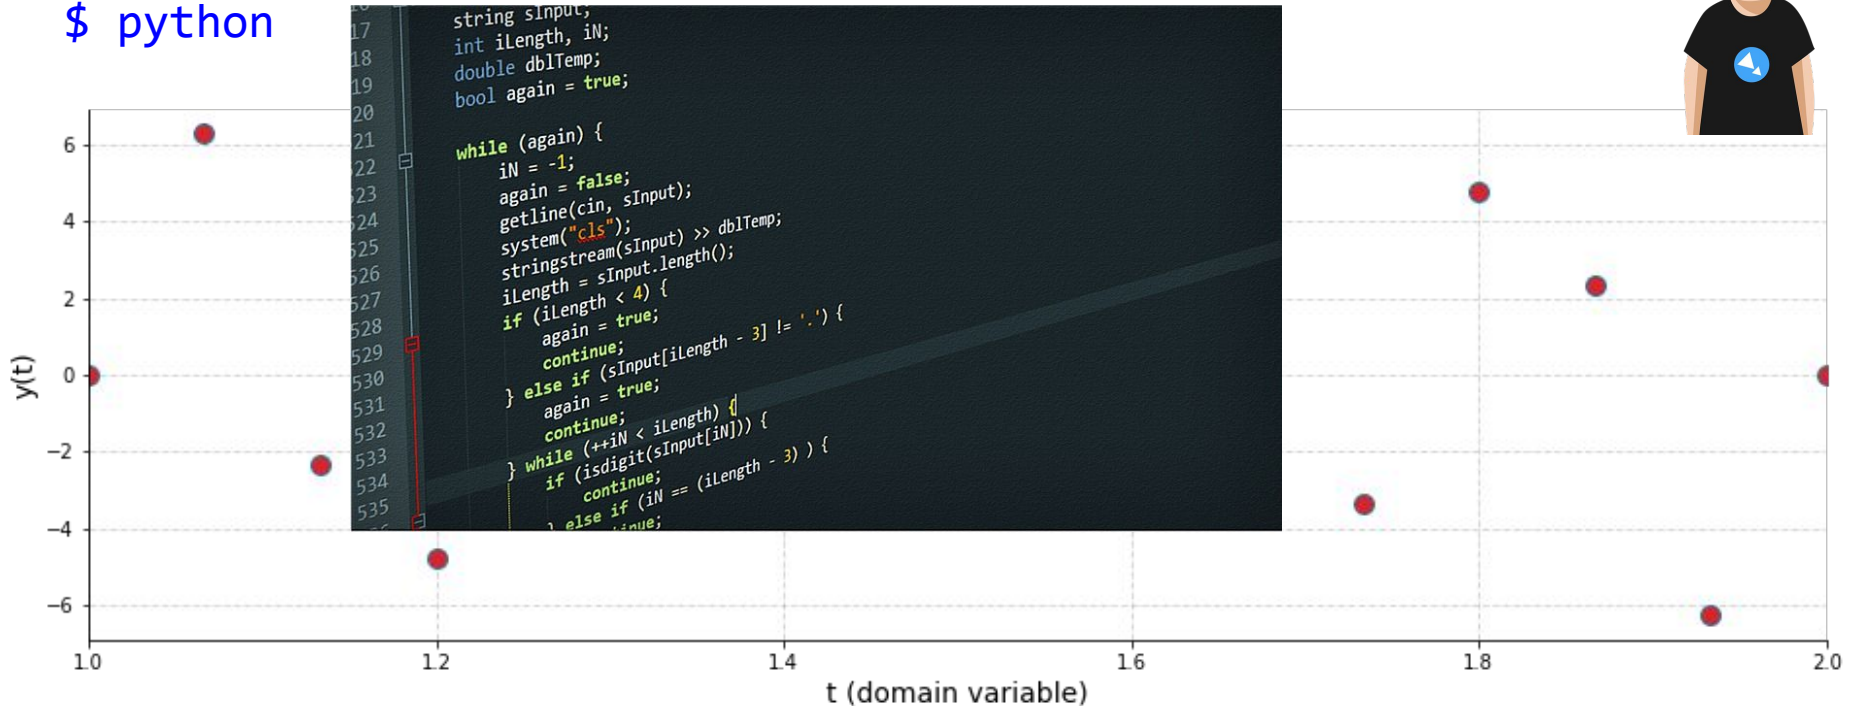 $ python
17
18
19
20
21
522
523
524
525
526
527
528
529
530
531
532
533
534
535
string sInput;
int iLength, iN;
double dblTemp;
bool again = true;
while (again) {
iN = -1;
again = false;
getline(cin, sInput);
system("cls");
stringstream(sInput) >> dblTemp;
iLength = sInput.length();
if (iLength < 4) {
again = true;
continue;
} else if (sInput[iLength - 3] != '.') {
again = true;
continue;
} while (++iN < iLength) {
if (isdigit(sInput[iN])) {
continue;
} else if (iN == (iLength - 3) ) {
6
4
2
0
−2
−4
−6
y(t)
1.0 1.2 1.4 1.6 1.8 2.0
t (domain variable)